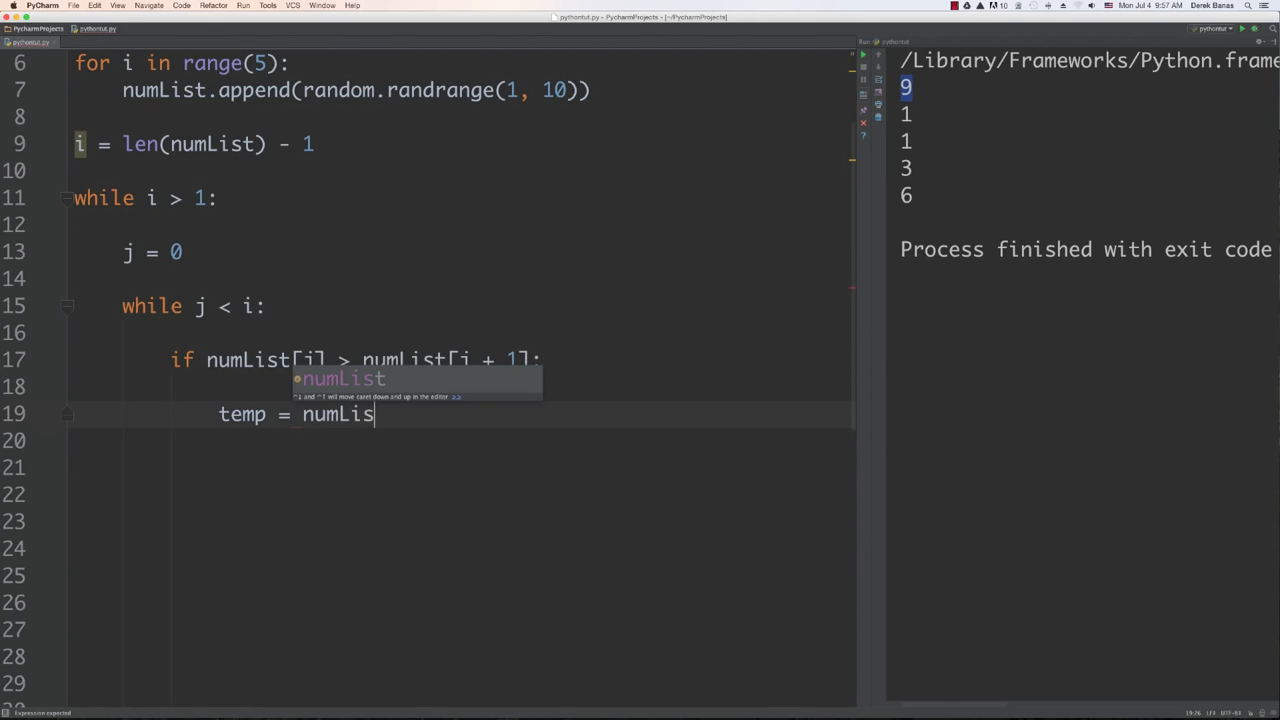 PyCharm File Edit View Navigate Code Refactor Run Tools VCS Window Help 10 Mon Jul 4 9:57 AM Derek Banas
pythontut.py - PycharmProjects - [~/PycharmProjects]
PycharmProjects pythontut.py pythontut
pythontut.py
Run: pythontut
6 for i in range(5):
7 numList.append(random.randrange(1, 10))
8
9 i = len(numList) - 1
10
11 while i > 1:
12
13 j = 0
14
15 while j < i:
16
17 if numList[j] > numList[j + 1]:
numList
18
^↓ and ^↑ will move caret down and up in the editor >>
19 temp = numLis
20
21
22
23
24
25
26
27
28
29
30
/Library/Frameworks/Python.frame
9
1
1
3
6
Process finished with exit code
Expression expected 19:26 LF‡ UTF-8‡